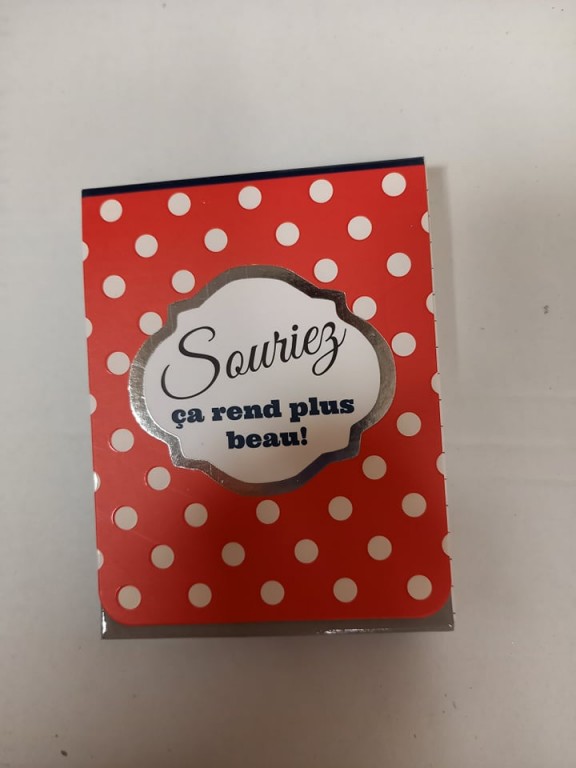 Souriez
ça rend plus
beau!